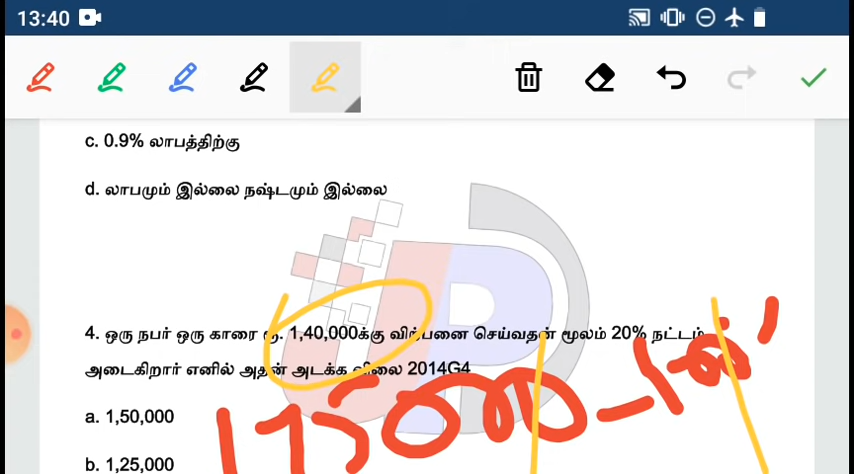 13:40
c. 0.9% லாபத்திற்கு
d. லாபமும் இல்லை நஷ்டமும் இல்லை
4. ஒரு நபர் ஒரு காரை ரூ. 1,40,000க்கு விற்பனை செய்வதன் மூலம் 20% நட்டம்
அடைகிறார் எனில் அதன் அடக்க விலை 2014G4
175000
a. 1,50,000
b. 1,25,000